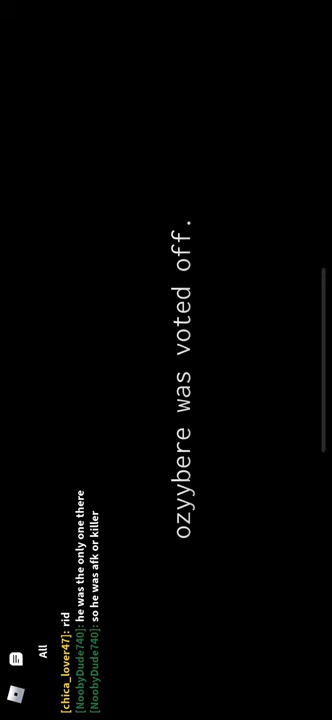 All
[chica_lover47]: rid
[NoobyDude740]: he was the only one there
[NoobyDude740]: so he was afk or killer
ozyybere was voted off.